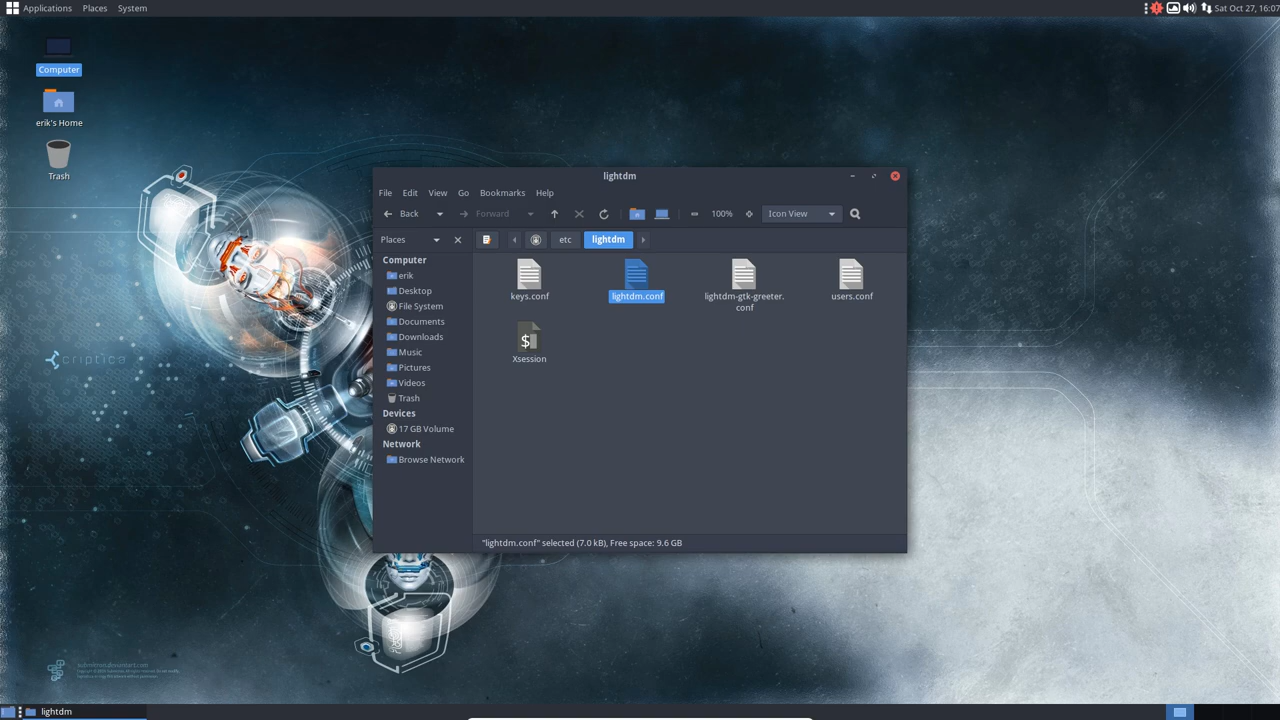 Applications Places System Sat Oct 27, 16:07
Computer
erik's Home
Trash
lightdm
File Edit View Go Bookmarks Help
Back Forward 100% Icon View
Places etc lightdm
Computer
erik
Desktop
File System
Documents
Downloads
Music
Pictures
Videos
Trash
Devices
17 GB Volume
Network
Browse Network
keys.conf lightdm.conf lightdm-gtk-greeter. users.conf
conf
$
Xsession
"lightdm.conf" selected (7.0 kB), Free space: 9.6 GB
criptica
lightdm